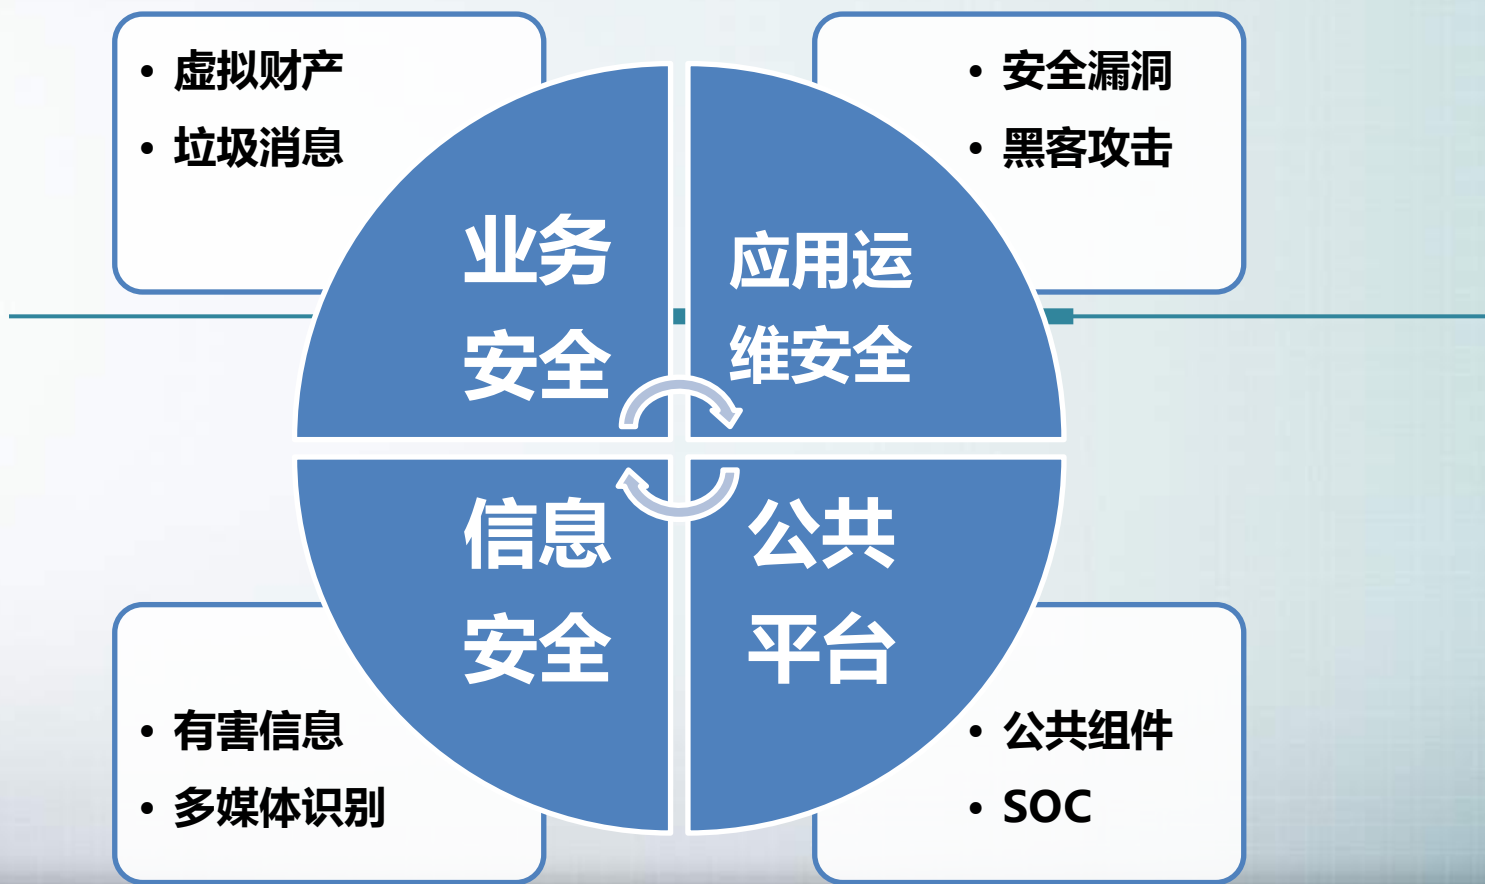 • 虚拟财产
• 垃圾消息
业务
安全
• 安全漏洞
• 黑客攻击
应用运
维安全
信息
安全
• 有害信息
• 多媒体识别
公共
平台
• 公共组件
• SOC